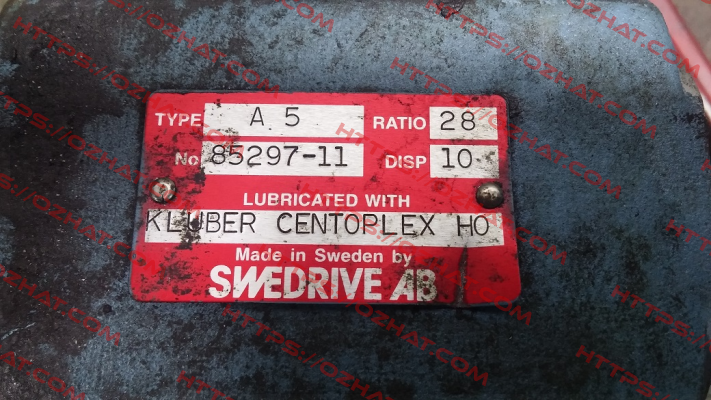 TYPE A 5 RATIO 28
No. 85297-11 DISP 10
LUBRICATED WITH
KLUBER CENTOPLEX HO
Made in Sweden by
SWEDRIVE AB
HTTPS://OZHAT.COM